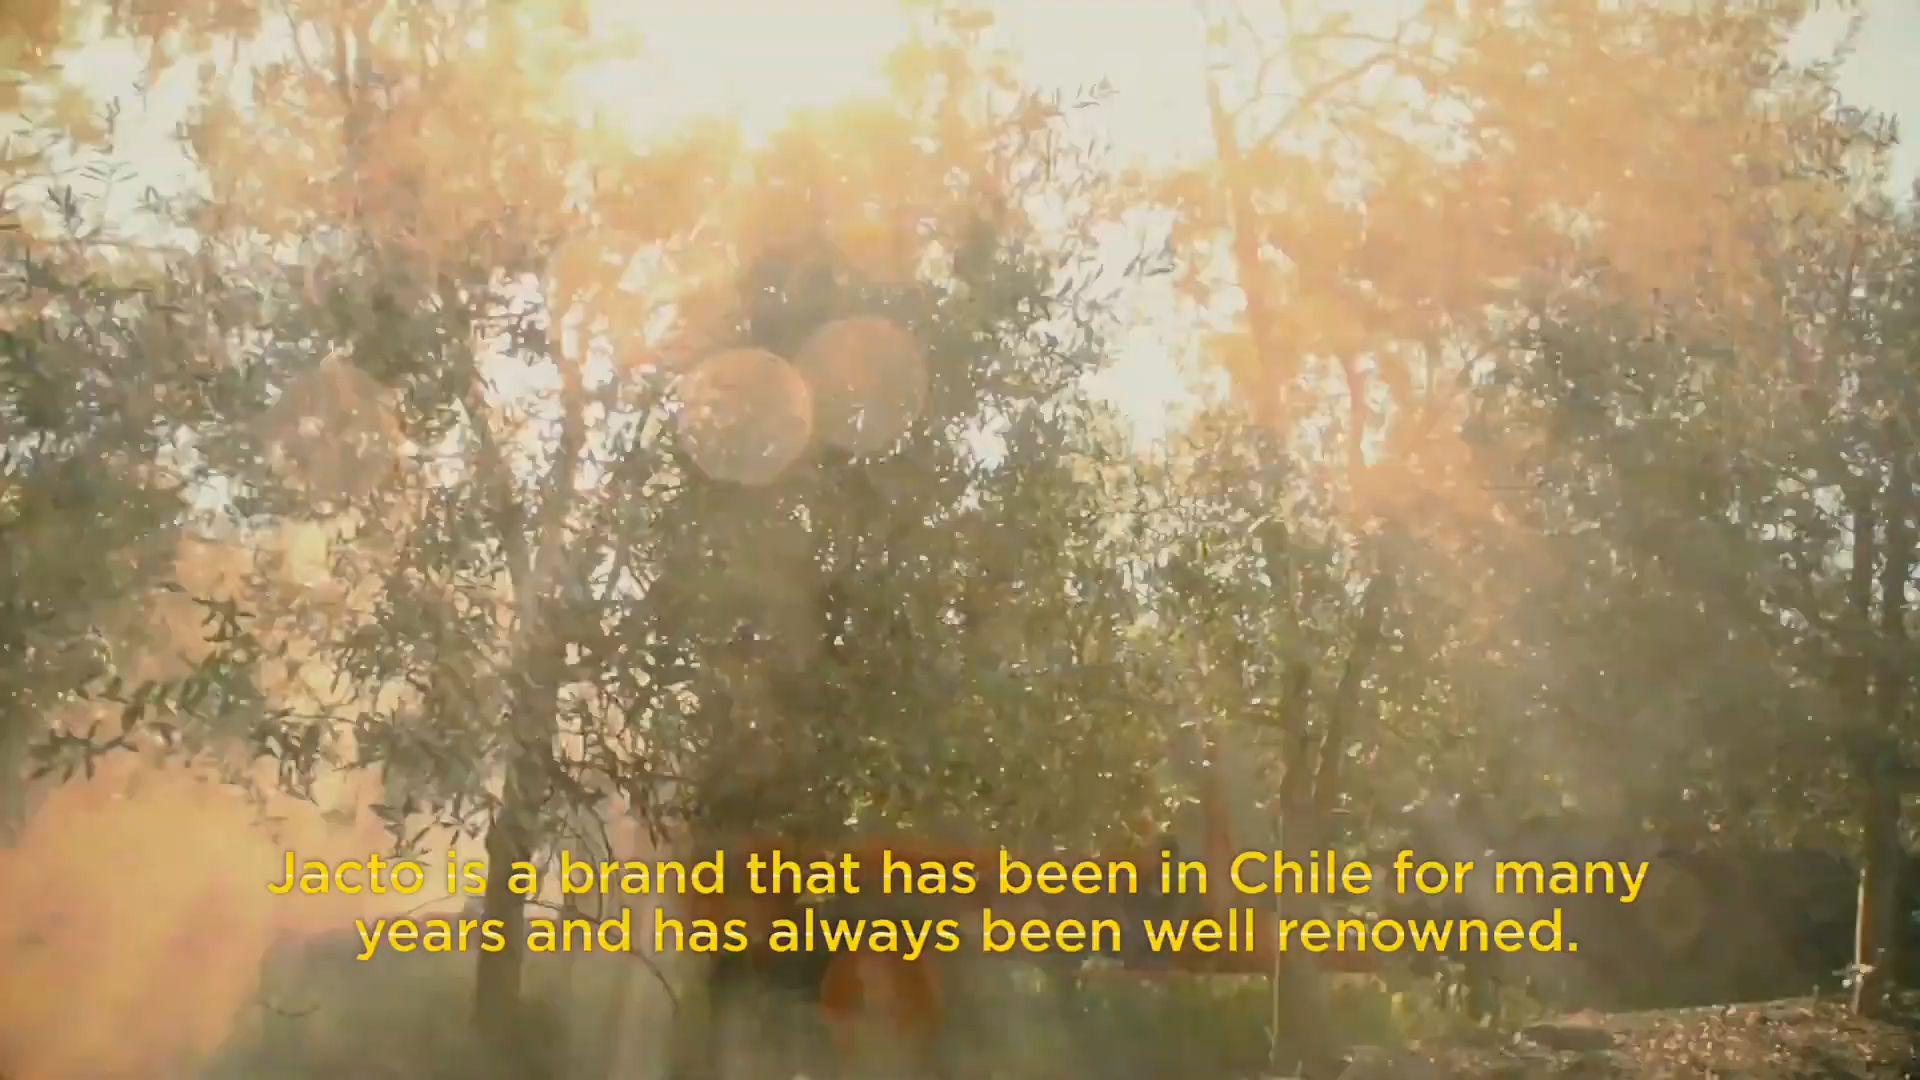 Jacto is a brand that has been in Chile for many
years and has always been well renowned.